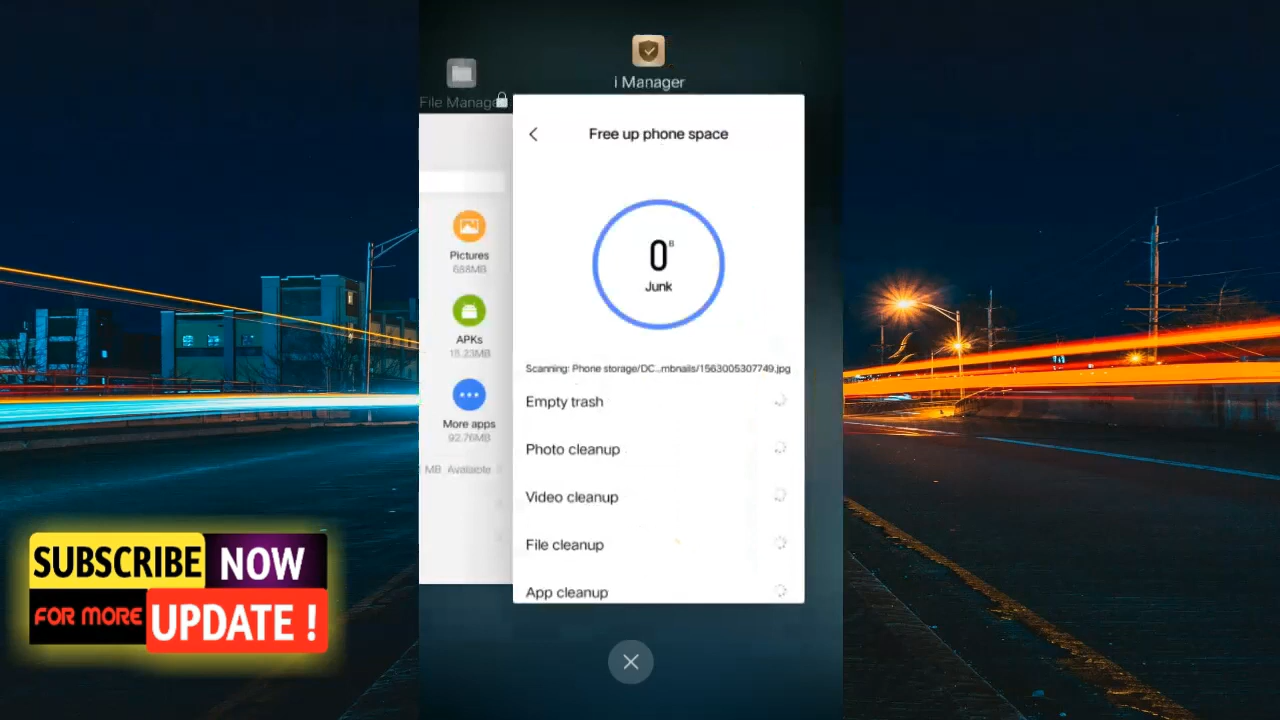 i Manager
File Manage
Free up phone space
0 B
Junk
Pictures
688MB
APKs
15.23MB
More apps
92.76MB
MB Available
Scanning: Phone storage/DC...mbnails/1563005307749.jpg
Empty trash
Photo cleanup
Video cleanup
File cleanup
App cleanup
SUBSCRIBE NOW
FOR MORE UPDATE !